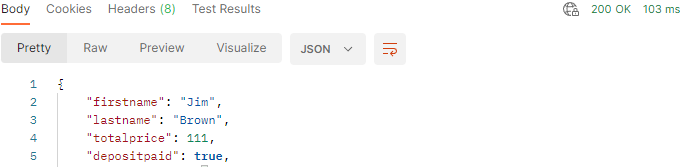 Body Cookies Headers (8) Test Results 200 OK 103 ms
Pretty Raw Preview Visualize JSON
1 {
2 "firstname": "Jim",
3 "lastname": "Brown",
4 "totalprice": 111,
5 "depositpaid": true,